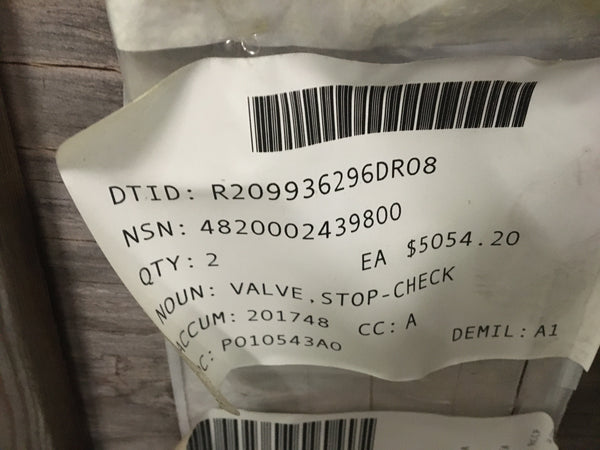 DTID: R209936296DR08
NSN: 4820002439800
QTY: 2 EA $5054.20
NOUN: VALVE,STOP-CHECK
ACCUM: 201748 CC: A DEMIL: A1
C: P010543A0